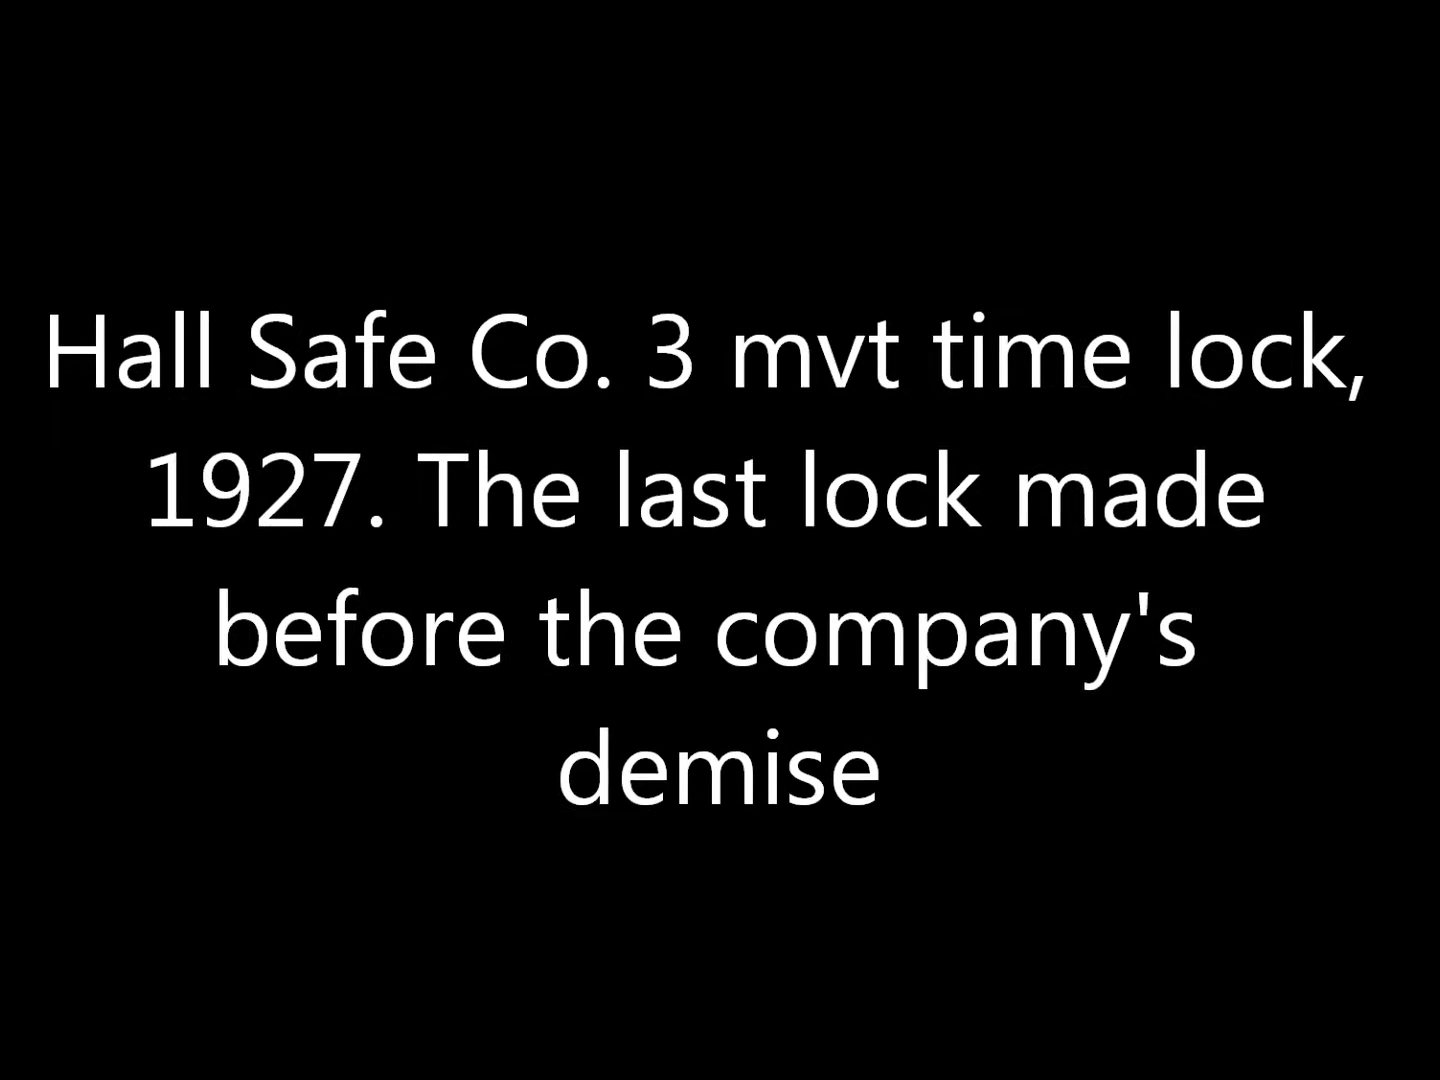 Hall Safe Co. 3 mvt time lock,
1927. The last lock made
before the company's
demise